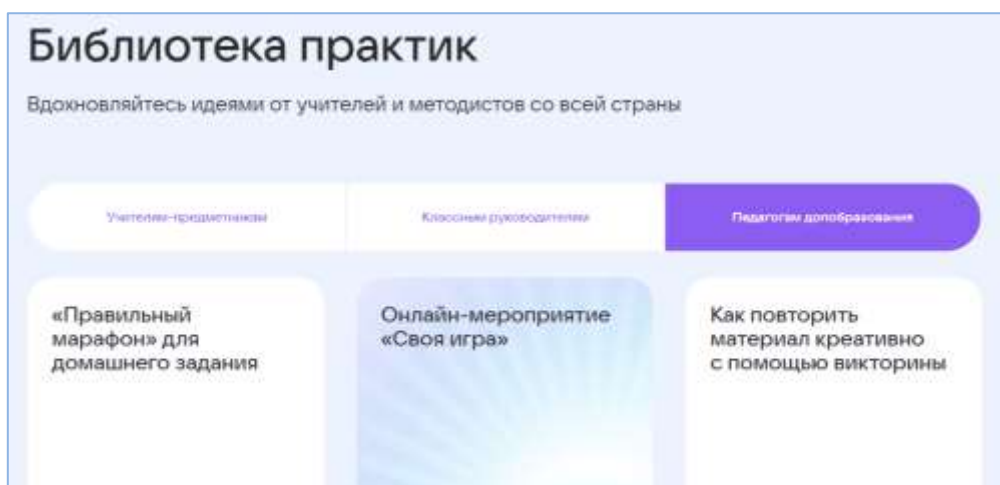 Библиотека практик
Вдохновляйтесь идеями от учителей и методистов со всей страны
Учителям-предметникам
Классным руководителям
Педагогам допобразования
«Правильный
марафон» для
домашнего задания
Онлайн-мероприятие
«Своя игра»
Как повторить
материал креативно
с помощью викторины